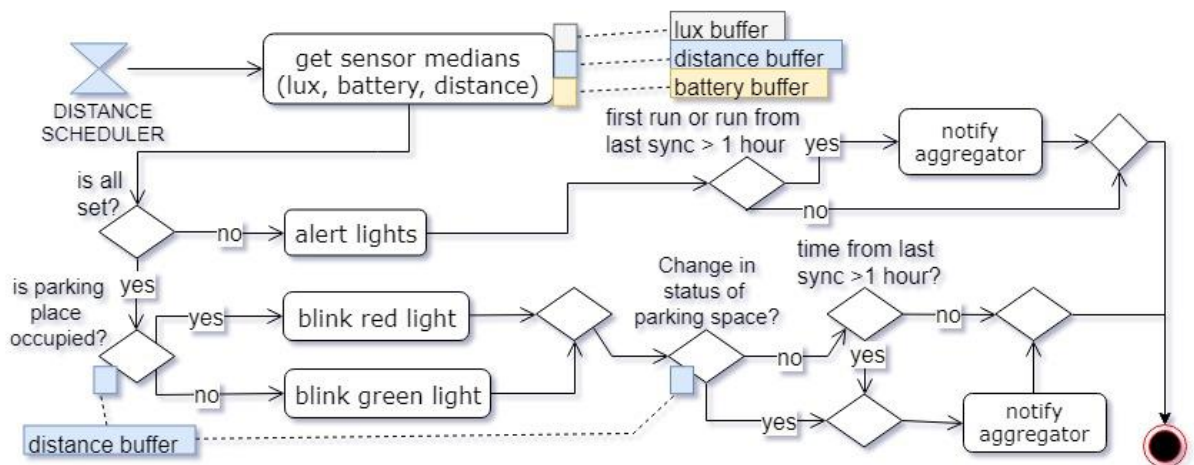 lux buffer
distance buffer
battery buffer
get sensor medians
(lux, battery, distance)
DISTANCE
SCHEDULER
first run or run from
last sync > 1 hour
yes
notify
aggregator
no
is all
set?
no
alert lights
yes
is parking
place
occupied?
yes
blink red light
no
blink green light
Change in
status of
parking space?
time from last
sync >1 hour?
no
no
yes
yes
notify
aggregator
distance buffer